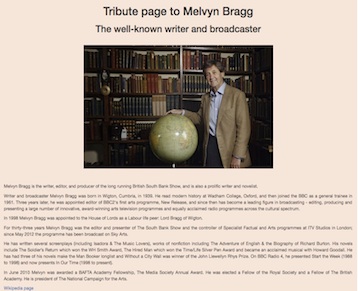 Tribute page to Melvyn Bragg
The well-known writer and broadcaster
Melvyn Bragg is the writer, editor, and producer of the long running British South Bank Show, and is also a prolific writer and novelist.
Writer and broadcaster Melvyn Bragg was born in Wigton, Cumbria, in 1939. He read modern history at Wadham College, Oxford, and then joined the BBC as a general trainee in
1961. Three years later, he was appointed editor of BBC2's first arts programme, New Release, and since then has become a leading figure in broadcasting - editing, producing and
presenting a large number of innovative, award-winning arts television programmes and equally acclaimed radio programmes across the cultural spectrum.
In 1998 Melvyn Bragg was appointed to the House of Lords as a Labour life peer: Lord Bragg of Wigton.
For thirty-three years Melvyn Bragg was the editor and presenter of The South Bank Show and the controller of Specialist Factual and Arts programmes at ITV Studios in London;
since May 2012 the programme has been broadcast on Sky Arts.
He has written several screenplays (including Isadora & The Music Lovers), works of nonfiction including The Adventure of English & the Biography of Richard Burton. His novels
include The Soldier's Return which won the WH Smith Award, The Hired Man which won the Time/Life Silver Pen Award and became an acclaimed musical with Howard Goodall. He
has had three of his novels make the Man Booker longlist and Without a City Wall was winner of the John Llewellyn Rhys Prize. On BBC Radio 4, he presented Start the Week (1988
to 1998) and now presents In Our Time (1998 to present).
In June 2010 Melvyn was awarded a BAFTA Academy Fellowship, The Media Society Annual Award. He was elected a Fellow of the Royal Society and a Fellow of The British
Academy. He is president of The National Campaign for the Arts.
Wikipedia page